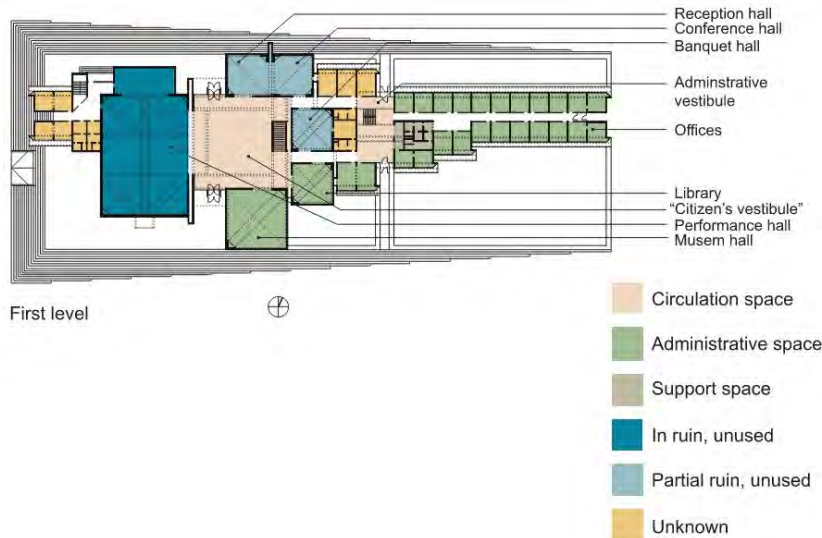 Reception hall
Conference hall
Banquet hall
Adminstrative
vestibule
Offices
Library
“Citizen’s vestibule”
Performance hall
Musem hall
First level
Circulation space
Administrative space
Support space
In ruin, unused
Partial ruin, unused
Unknown